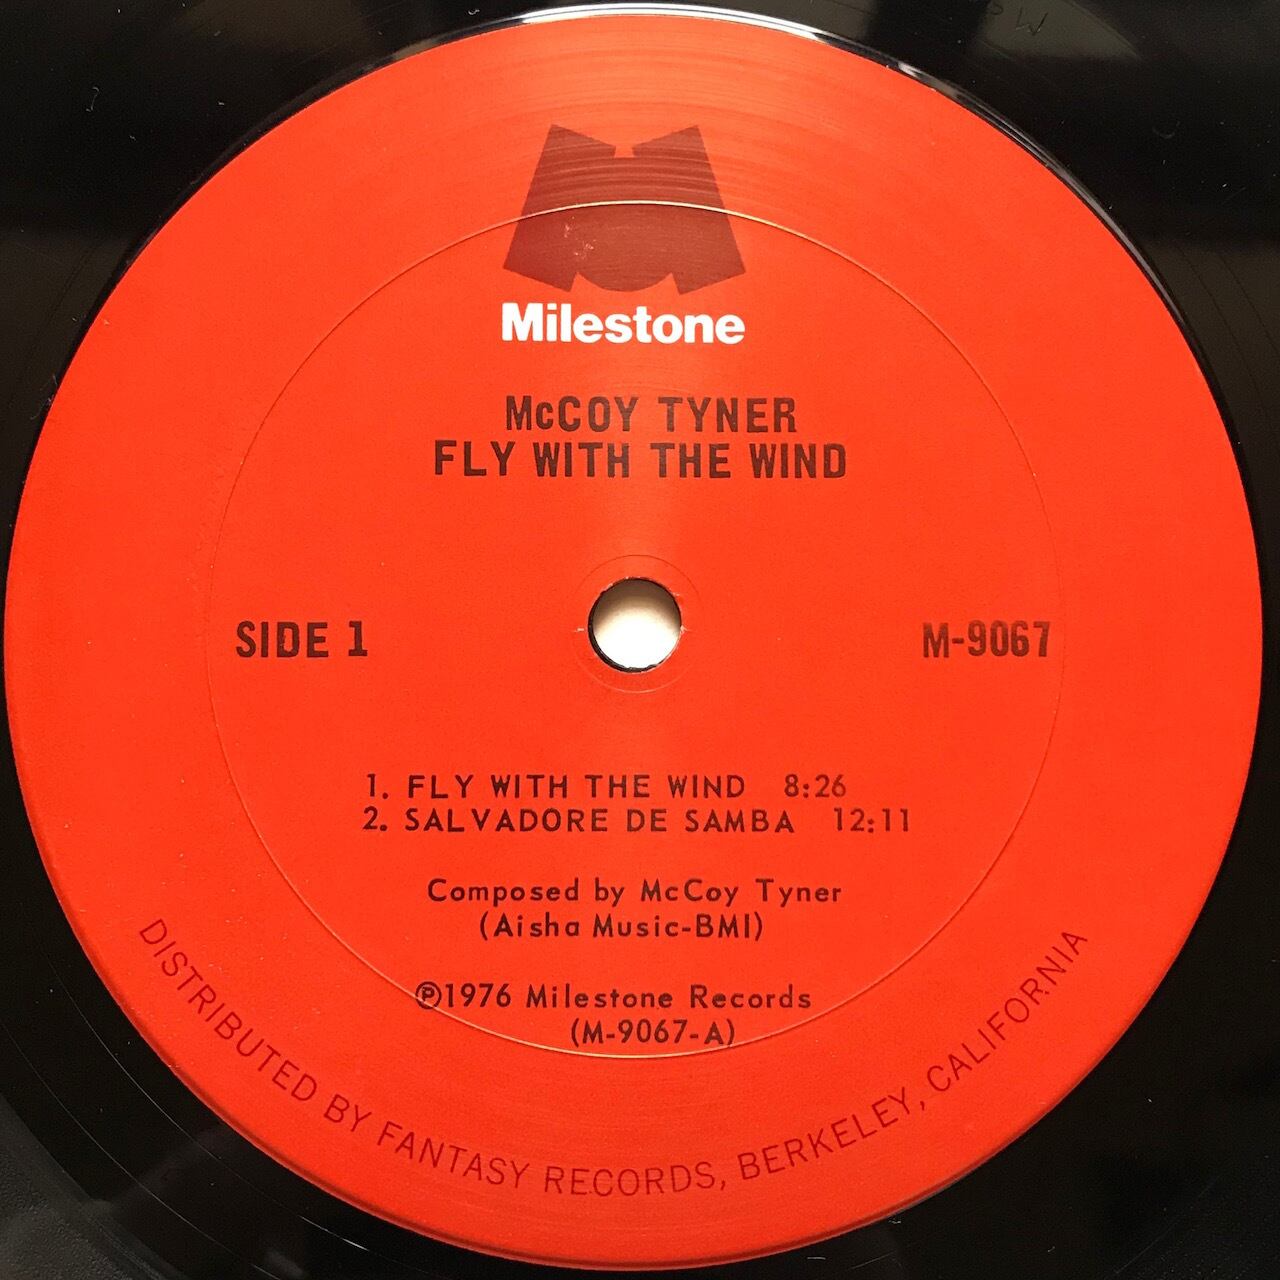 Milestone
McCOY TYNER
FLY WITH THE WIND
SIDE 1
M-9067
1. FLY WITH THE WIND 8:26
2. SALVADORE DE SAMBA 12:11
Composed by McCoy Tyner
(Aisha Music-BMI)
℗1976 Milestone Records
(M-9067-A)
DISTRIBUTED BY FANTASY RECORDS, BERKELEY, CALIFORNIA